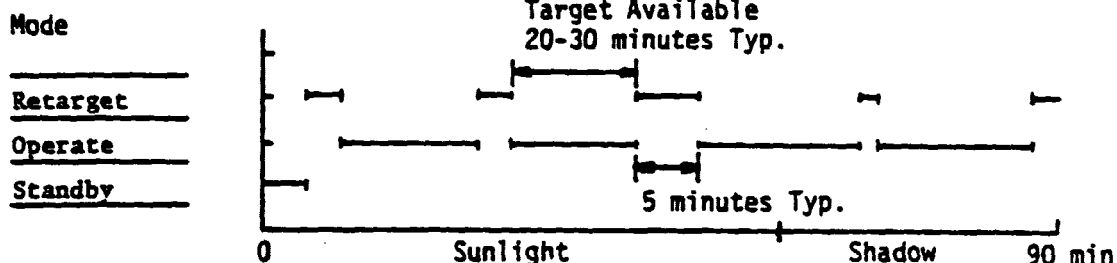 Mode
Target Available
20-30 minutes Typ.
Retarget
Operate
Standby
5 minutes Typ.
0 Sunlight Shadow 90 min